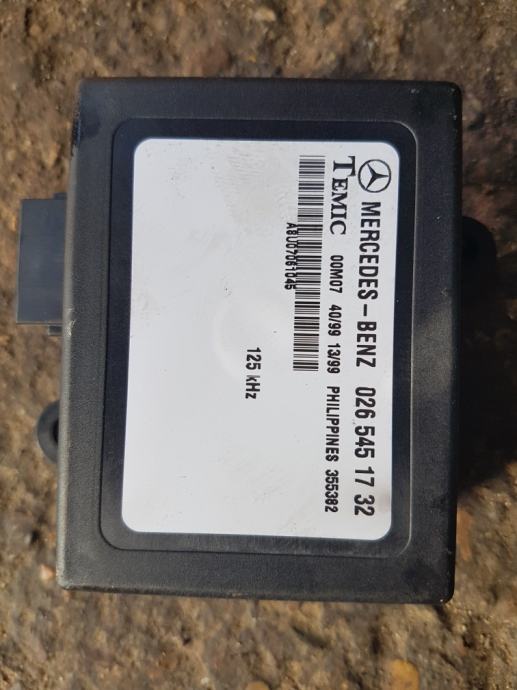 MERCEDES-BENZ 026 545 17 32
TEMIC 00M07 40/99 13/99 PHILIPPINES 355382
A8U07061045
125 kHz